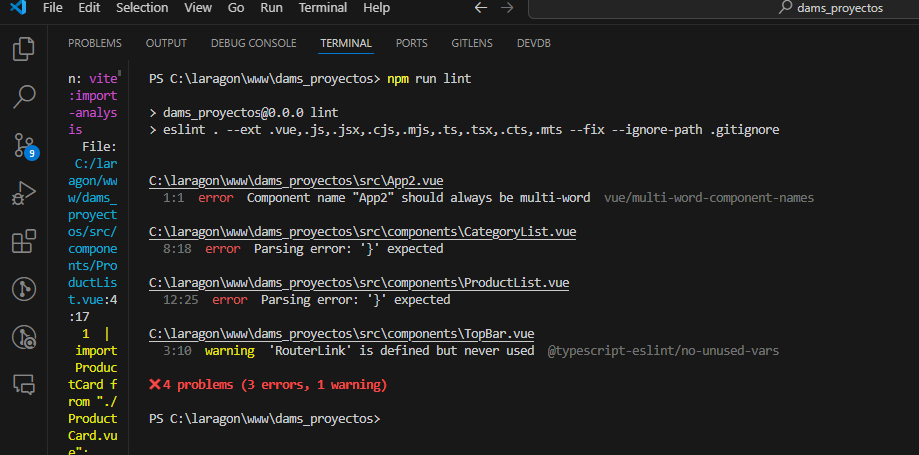 File Edit Selection View Go Run Terminal Help
dams_proyectos
PROBLEMS OUTPUT DEBUG CONSOLE TERMINAL PORTS GITLENS DEVDB
9
n: vite
:import
-analys
is
File:
C:/lar
agon/ww
w/dams_
proyect
os/src/
compone
nts/Pro
ductLis
t.vue:4
:17
1 |
import
Produc
tCard f
rom "./
Product
Card.vu
e";
PS C:\laragon\www\dams_proyectos> npm run lint
> dams_proyectos@0.0.0 lint
> eslint . --ext .vue,.js,.jsx,.cjs,.mjs,.ts,.tsx,.cts,.mts --fix --ignore-path .gitignore
C:\laragon\www\dams_proyectos\src\App2.vue
1:1 error Component name "App2" should always be multi-word vue/multi-word-component-names
C:\laragon\www\dams_proyectos\src\components\CategoryList.vue
8:18 error Parsing error: '}' expected
C:\laragon\www\dams_proyectos\src\components\ProductList.vue
12:25 error Parsing error: '}' expected
C:\laragon\www\dams_proyectos\src\components\TopBar.vue
3:10 warning 'RouterLink' is defined but never used @typescript-eslint/no-unused-vars
✖ 4 problems (3 errors, 1 warning)
PS C:\laragon\www\dams_proyectos>